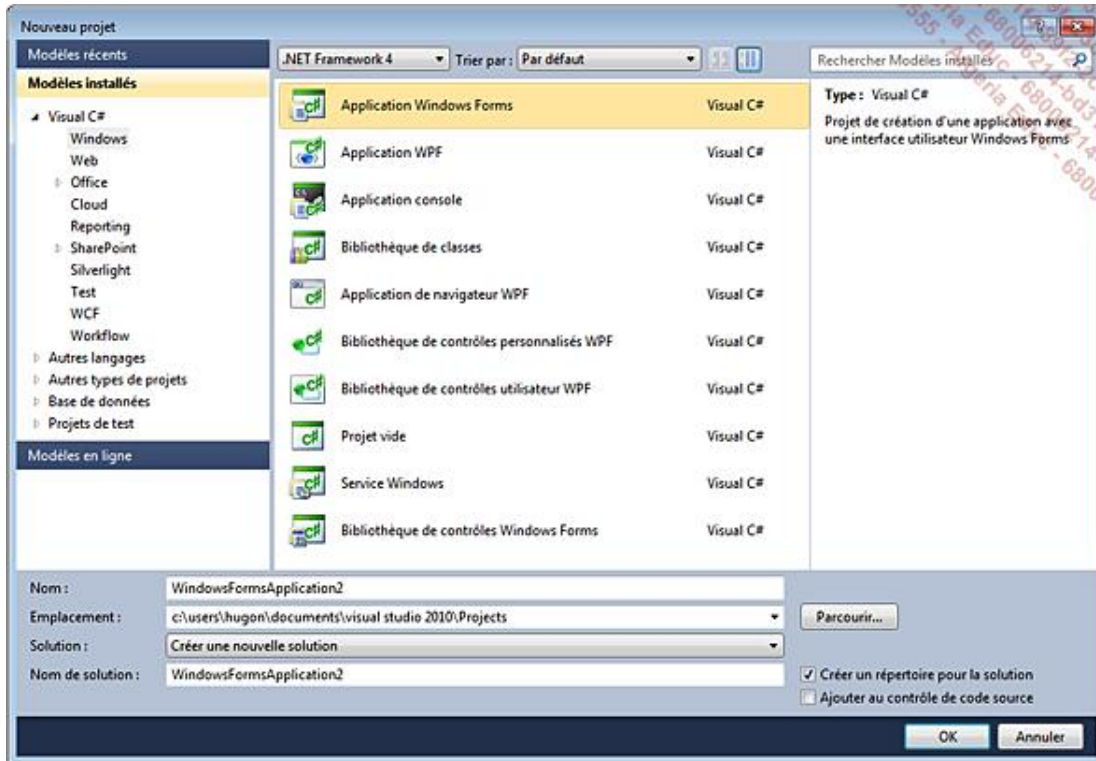 Nouveau projet
Modèles récents
.NET Framework 4
Trier par : Par défaut
Rechercher Modèles installés
Modèles installés
Visual C#
Windows
Web
Office
Cloud
Reporting
SharePoint
Silverlight
Test
WCF
Workflow
Autres langages
Autres types de projets
Base de données
Projets de test
Modèles en ligne
Application Windows Forms Visual C#
Application WPF Visual C#
Application console Visual C#
Bibliothèque de classes Visual C#
Application de navigateur WPF Visual C#
Bibliothèque de contrôles personnalisés WPF Visual C#
Bibliothèque de contrôles utilisateur WPF Visual C#
Projet vide Visual C#
Service Windows Visual C#
Bibliothèque de contrôles Windows Forms Visual C#
Type : Visual C#
Projet de création d'une application avec
une interface utilisateur Windows Forms
Nom : WindowsFormsApplication2
Emplacement : c:\users\hugon\documents\visual studio 2010\Projects
Parcourir...
Solution : Créer une nouvelle solution
Nom de solution : WindowsFormsApplication2
Créer un répertoire pour la solution
Ajouter au contrôle de code source
OK
Annuler